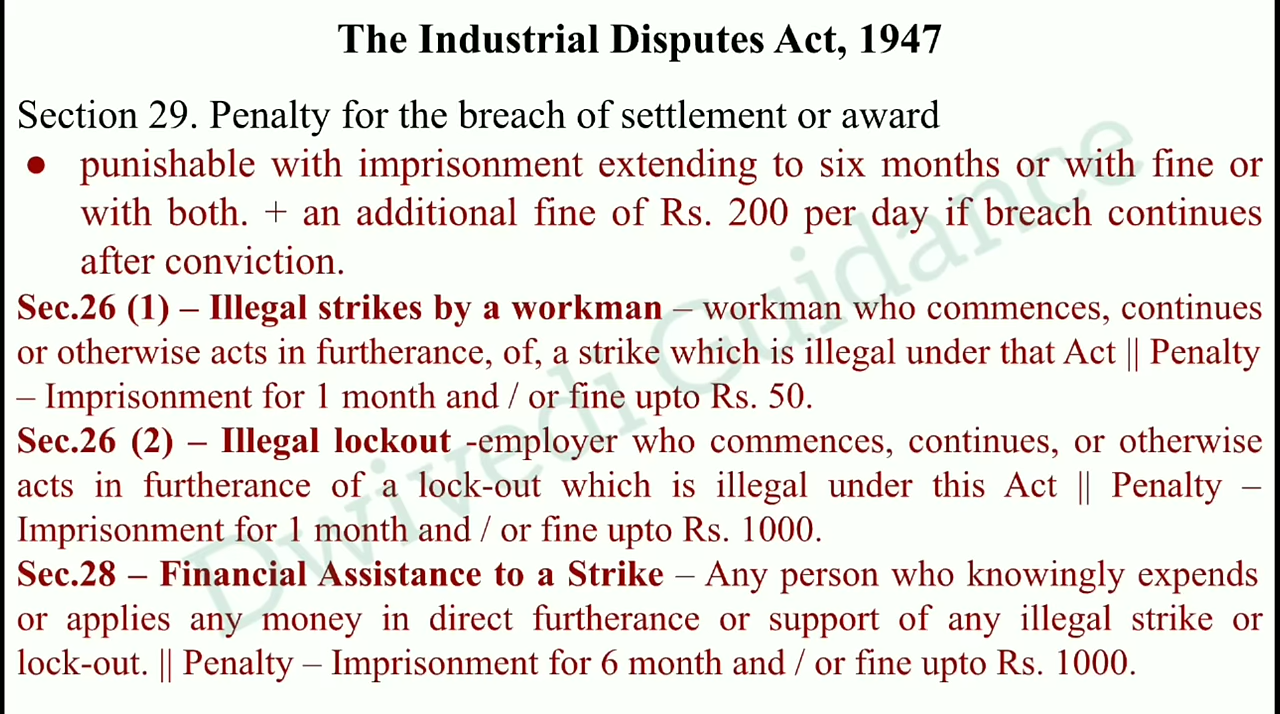 The Industrial Disputes Act, 1947
Section 29. Penalty for the breach of settlement or award
● punishable with imprisonment extending to six months or with fine or
with both. + an additional fine of Rs. 200 per day if breach continues
after conviction.
Sec.26 (1) – Illegal strikes by a workman – workman who commences, continues
or otherwise acts in furtherance, of, a strike which is illegal under that Act || Penalty
– Imprisonment for 1 month and / or fine upto Rs. 50.
Sec.26 (2) – Illegal lockout -employer who commences, continues, or otherwise
acts in furtherance of a lock-out which is illegal under this Act || Penalty –
Imprisonment for 1 month and / or fine upto Rs. 1000.
Sec.28 – Financial Assistance to a Strike – Any person who knowingly expends
or applies any money in direct furtherance or support of any illegal strike or
lock-out. || Penalty – Imprisonment for 6 month and / or fine upto Rs. 1000.
Dwivedi Guidance